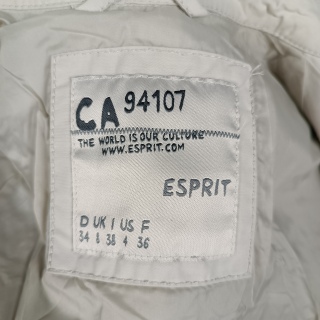 CA 94107
THE WORLD IS OUR CULTURE
WWW.ESPRIT.COM
ESPRIT
D UK I US F
34 8 38 4 36